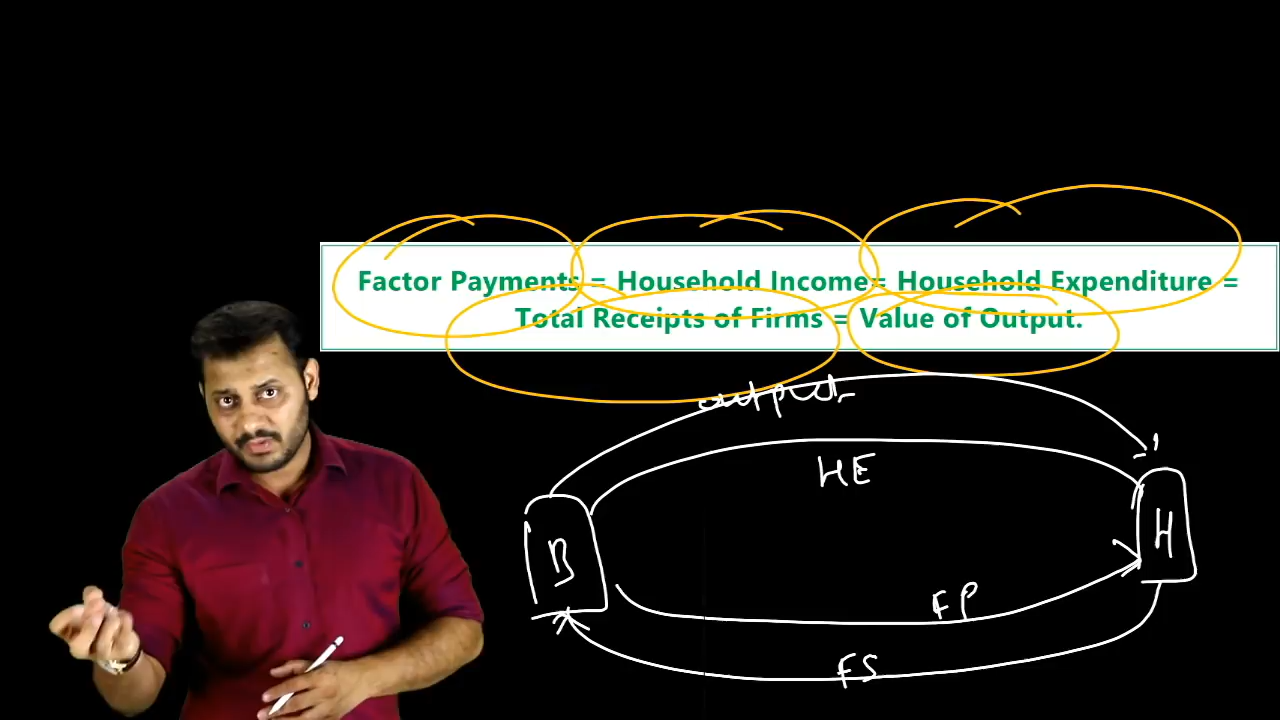 Factor Payments = Household Income= Household Expenditure =
Total Receipts of Firms = Value of Output.
output
HE
B
H
FP
FS